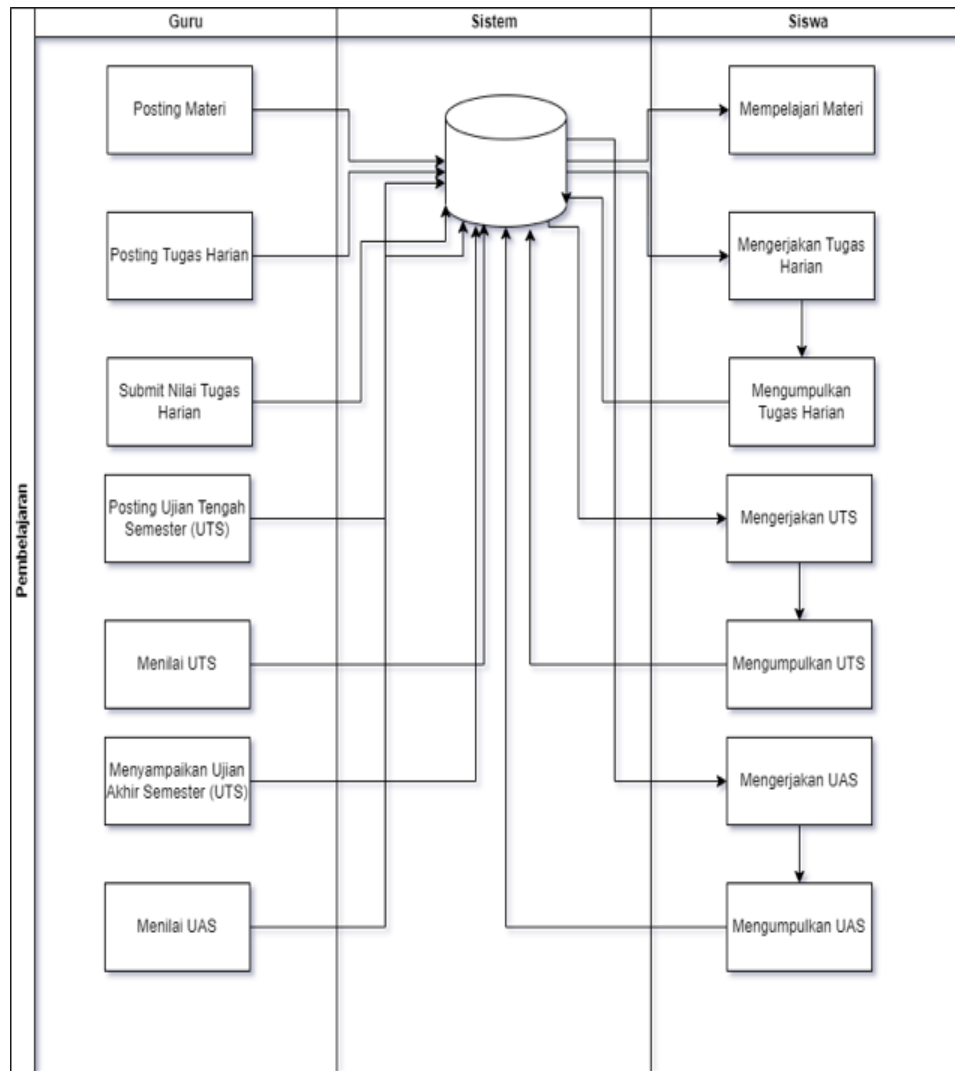 Guru
Sistem
Siswa
Pembelajaran
Posting Materi
Mempelajari Materi
Posting Tugas Harian
Mengerjakan Tugas
Harian
Submit Nilai Tugas
Harian
Mengumpulkan
Tugas Harian
Posting Ujian Tengah
Semester (UTS)
Mengerjakan UTS
Menilai UTS
Mengumpulkan UTS
Menyampaikan Ujian
Akhir Semester (UTS)
Mengerjakan UAS
Menilai UAS
Mengumpulkan UAS